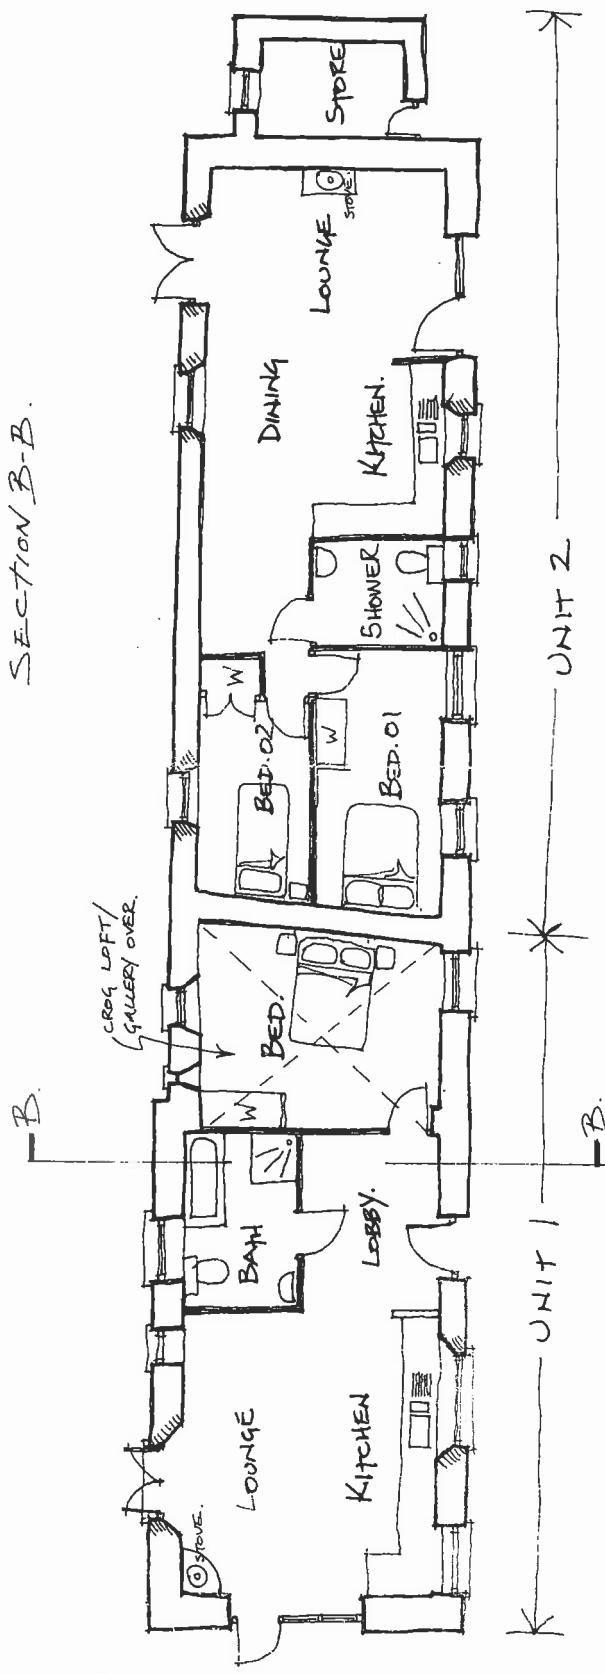 SECTION B-B.
CROG LOFT/
GALLERY OVER.
B.
B.
STOVE.
LOUNGE
KITCHEN
BATH
LOBBY.
W
BED.
BED.02
W
BED.01
W
SHOWER
KITCHEN.
DINING
LOUNGE
STOVE.
STORE
UNIT 1
UNIT 2